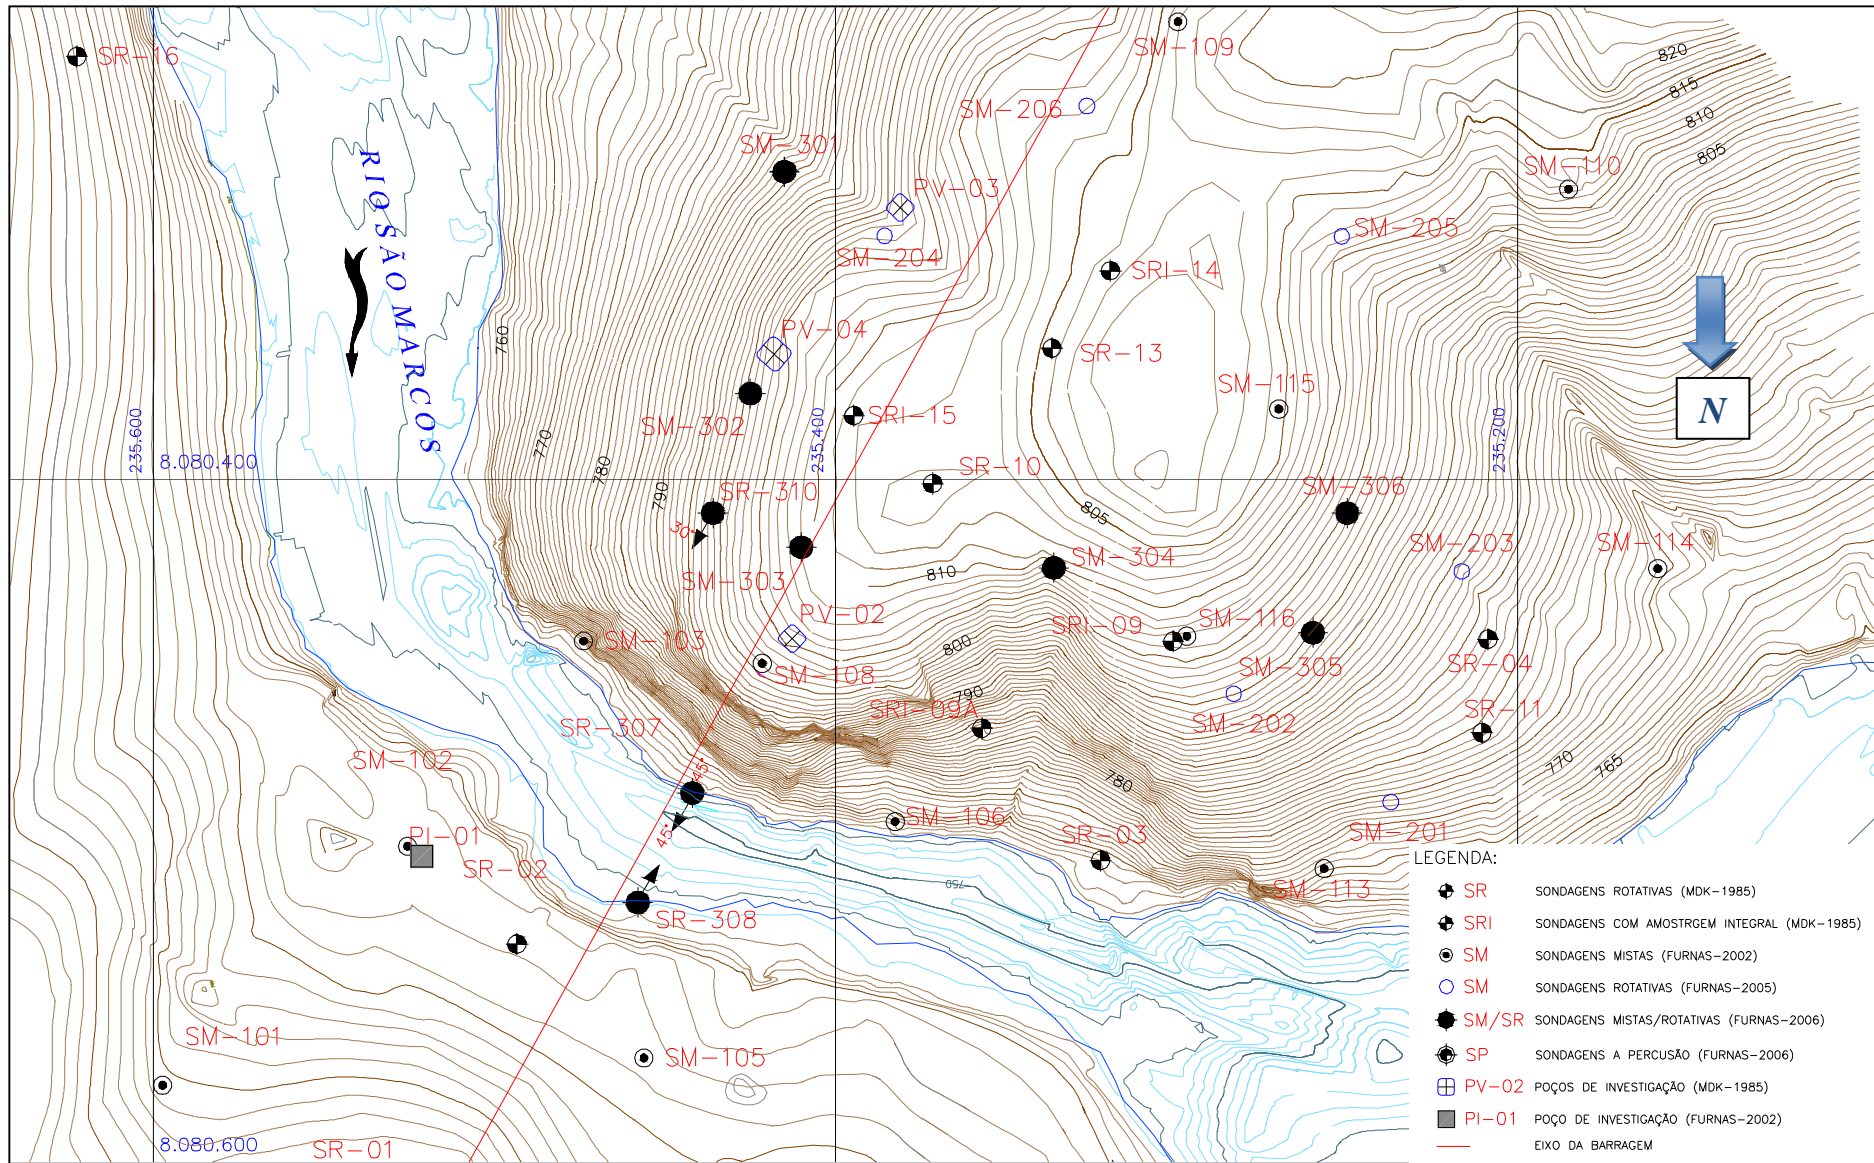 SM-109
820
SR-16
815
SM-206
810
SM-301
805
SM-110
RIO SÃO MARCOS
PV-03
SM-205
SM-204
SRI-14
PV-04
760
SR-13
SM-115
N
235.600
SM-302
235.400
SRI-15
235.200
770
8.080.400
780
SR-10
790
SR-310
SM-306
805
30°
SM-203
SM-114
SM-304
SM-303
810
PV-02
SRI-09
SM-116
SM-103
800
SM-108
SM-305
SR-04
790
SRI-09A
SR-11
SR-307
SM-202
SM-102
770
765
45°
780
SM-106
SM-201
PI-01
45°
SR-03
SR-02
750
SM-113
SR-308
SM-101
SM-105
8.080.600
SR-01
LEGENDA:
SR SONDAGENS ROTATIVAS (MDK-1985)
SRI SONDAGENS COM AMOSTRGEM INTEGRAL (MDK-1985)
SM SONDAGENS MISTAS (FURNAS-2002)
SM SONDAGENS ROTATIVAS (FURNAS-2005)
SM/SR SONDAGENS MISTAS/ROTATIVAS (FURNAS-2006)
SP SONDAGENS A PERCUSÃO (FURNAS-2006)
PV-02 POÇOS DE INVESTIGAÇÃO (MDK-1985)
PI-01 POÇO DE INVESTIGAÇÃO (FURNAS-2002)
EIXO DA BARRAGEM